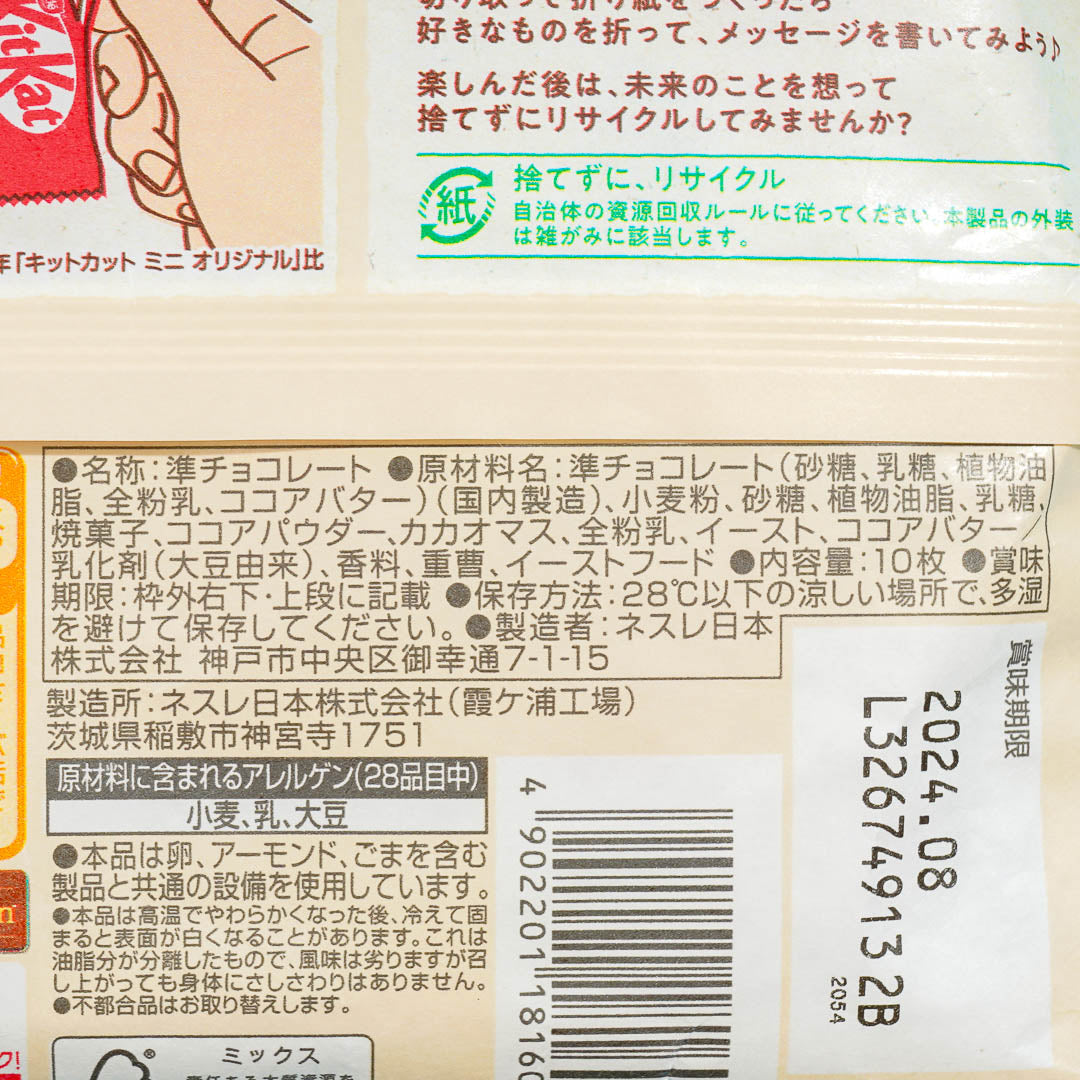 KitKat
切り取って折り紙をつくったら
好きなものを折って、メッセージを書いてみよう♪
楽しんだ後は、未来のことを想って
捨てずにリサイクルしてみませんか?
紙
捨てずに、リサイクル
自治体の資源回収ルールに従ってください。本製品の外装
は雑がみに該当します。
年「キットカット ミニ オリジナル」比
●名称:準チョコレート ●原材料名:準チョコレート(砂糖、乳糖、植物油
脂、全粉乳、ココアバター)(国内製造)、小麦粉、砂糖、植物油脂、乳糖、
焼菓子、ココアパウダー、カカオマス、全粉乳、イースト、ココアバター/
乳化剤(大豆由来)、香料、重曹、イーストフード ●内容量:10枚 ●賞味
期限:枠外右下・上段に記載 ●保存方法:28℃以下の涼しい場所で、多湿
を避けて保存してください。●製造者:ネスレ日本
株式会社 神戸市中央区御幸通7-1-15
製造所:ネスレ日本株式会社(霞ケ浦工場)
茨城県稲敷市神宮寺1751
原材料に含まれるアレルゲン(28品目中)
小麦、乳、大豆
●本品は卵、アーモンド、ごまを含む
製品と共通の設備を使用しています。
●本品は高温でやわらかくなった後、冷えて固
まると表面が白くなることがあります。これは
油脂分が分離したもので、風味は劣りますが召
し上がっても身体にさしさわりはありません。
●不都合品はお取り替えします。
ミックス
4 902201 18160
賞味期限
2024.08
L32674913 2B
2054